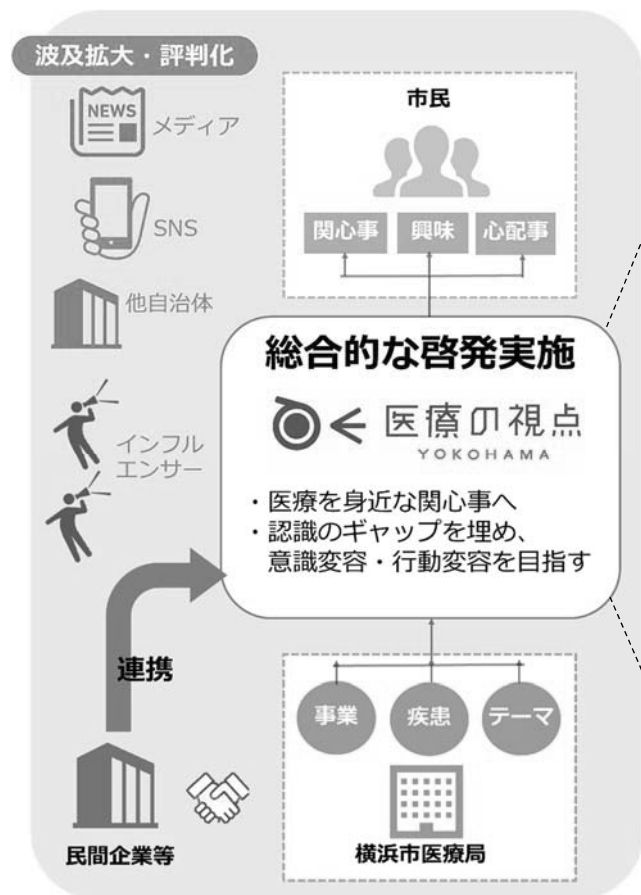 波及拡大・評判化
NEWS
メディア
SNS
他自治体
インフル
エンサー
市民
関心事
興味
心配事
総合的な啓発実施
医療の視点
YOKOHAMA
・医療を身近な関心事へ
・認識のギャップを埋め、
意識変容・行動変容を目指す
連携
民間企業等
事業
疾患
テーマ
横浜市医療局